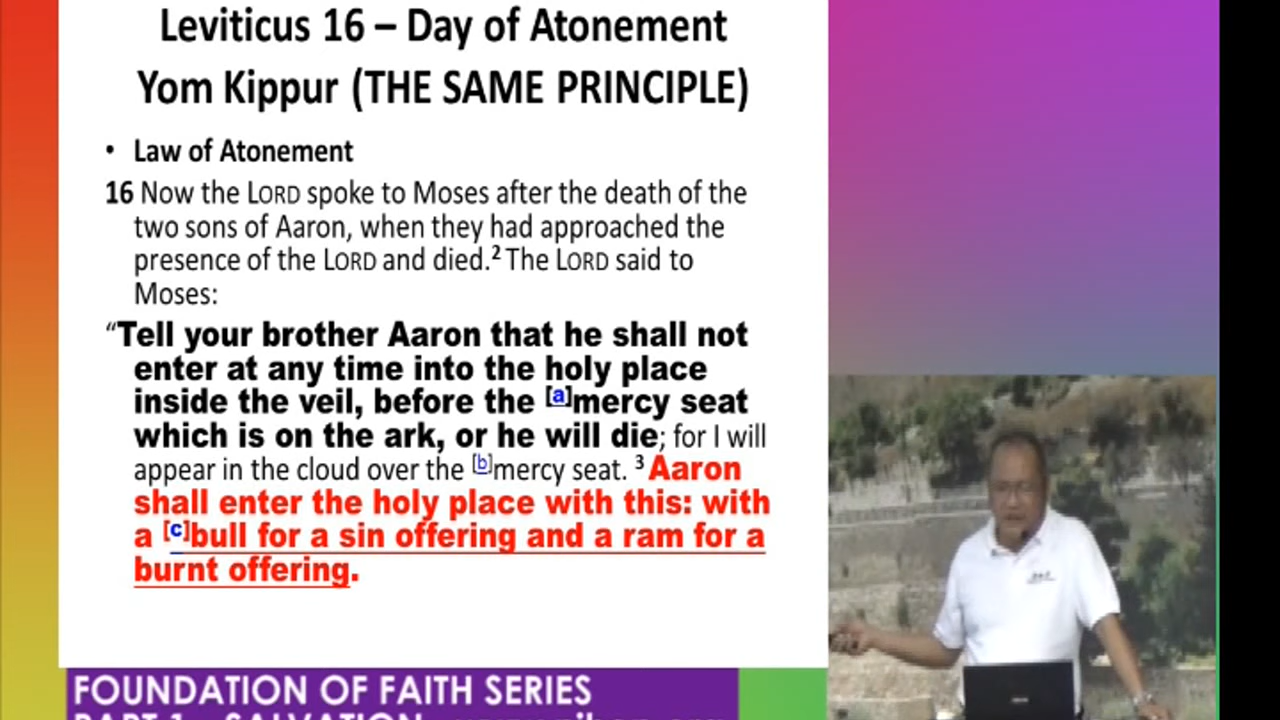 Leviticus 16 – Day of Atonement
Yom Kippur (THE SAME PRINCIPLE)
• Law of Atonement
16 Now the LORD spoke to Moses after the death of the
two sons of Aaron, when they had approached the
presence of the LORD and died.² The LORD said to
Moses:
“Tell your brother Aaron that he shall not
enter at any time into the holy place
inside the veil, before the [a]mercy seat
which is on the ark, or he will die; for I will
appear in the cloud over the [b]mercy seat. ³ Aaron
shall enter the holy place with this: with
a [c]bull for a sin offering and a ram for a
burnt offering.
FOUNDATION OF FAITH SERIES
PART 1 – SALVATION